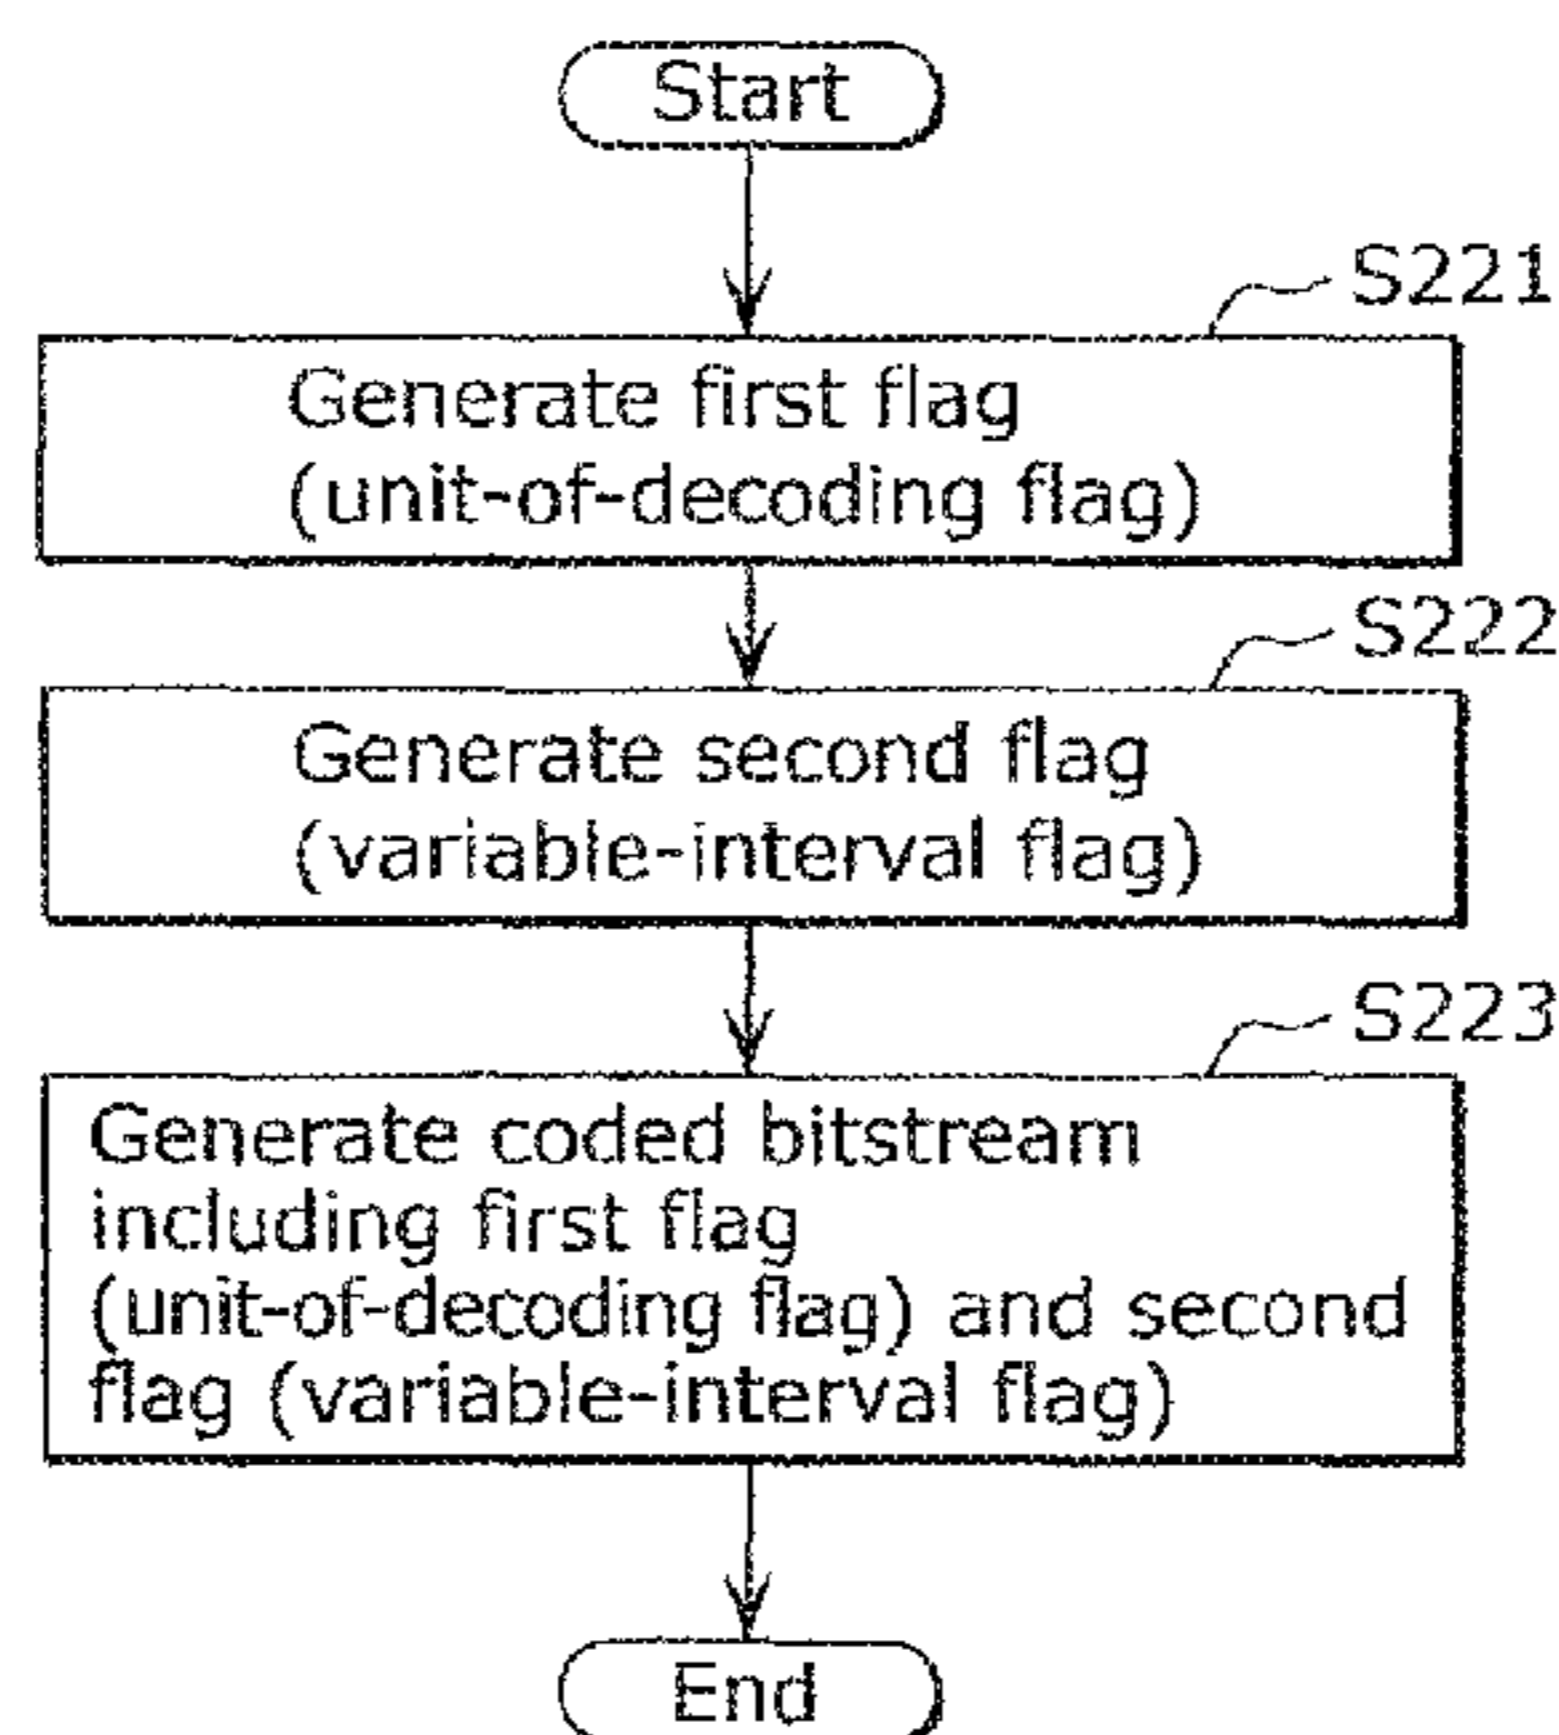 Start
S221
Generate first flag
(unit-of-decoding flag)
S222
Generate second flag
(variable-interval flag)
S223
Generate coded bitstream
including first flag
(unit-of-decoding flag) and second
flag (variable-interval flag)
End